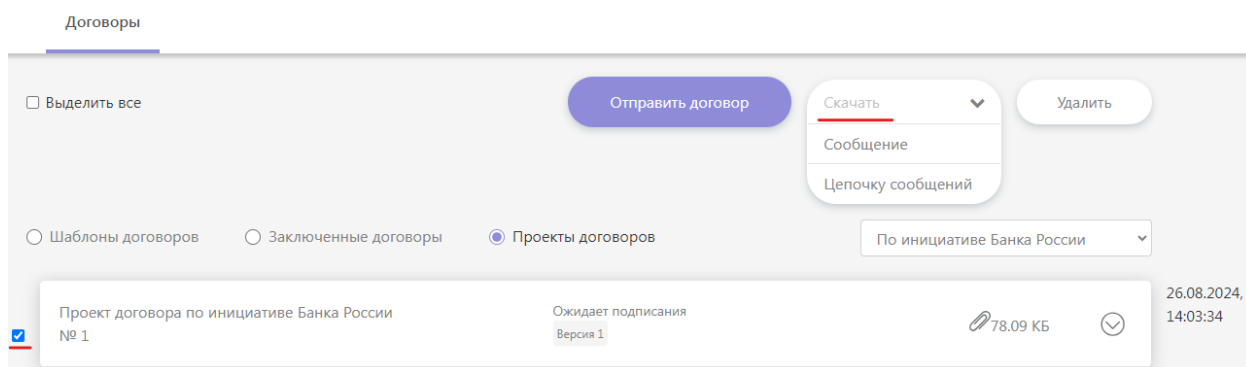 Договоры
Выделить все
Отправить договор
Скачать
Удалить
Сообщение
Цепочку сообщений
Шаблоны договоров
Заключенные договоры
Проекты договоров
По инициативе Банка России
Проект договора по инициативе Банка России
№ 1
Ожидает подписания
Версия 1
78.09 КБ
26.08.2024,
14:03:34